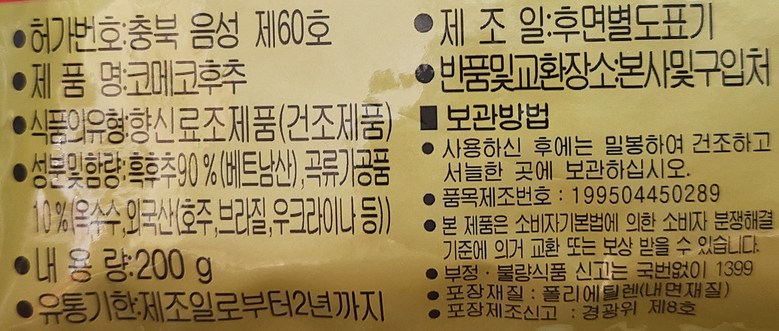 ●허가번호:충북 음성 제60호
●제 품 명:코메코후추
●식품의유형:향신료조제품(건조제품)
●성분및함량:흑후추90%(베트남산),곡류가공품
10%(옥수수,외국산(호주,브라질,우크라이나 등))
●내 용 량:200 g
●유통기한:제조일로부터2년까지
●제 조 일:후면별도표기
●반품및교환장소:본사및구입처
■보관방법
●사용하신 후에는 밀봉하여 건조하고
서늘한 곳에 보관하십시오.
●품목제조번호 : 199504450289
●본 제품은 소비자기본법에 의한 소비자 분쟁해결
기준에 의거 교환 또는 보상 받을 수 있습니다.
●부정·불량식품 신고는 국번없이 1399
●포장재질 : 폴리에틸렌(내면재질)
●포장제조신고 : 경광위 제8호